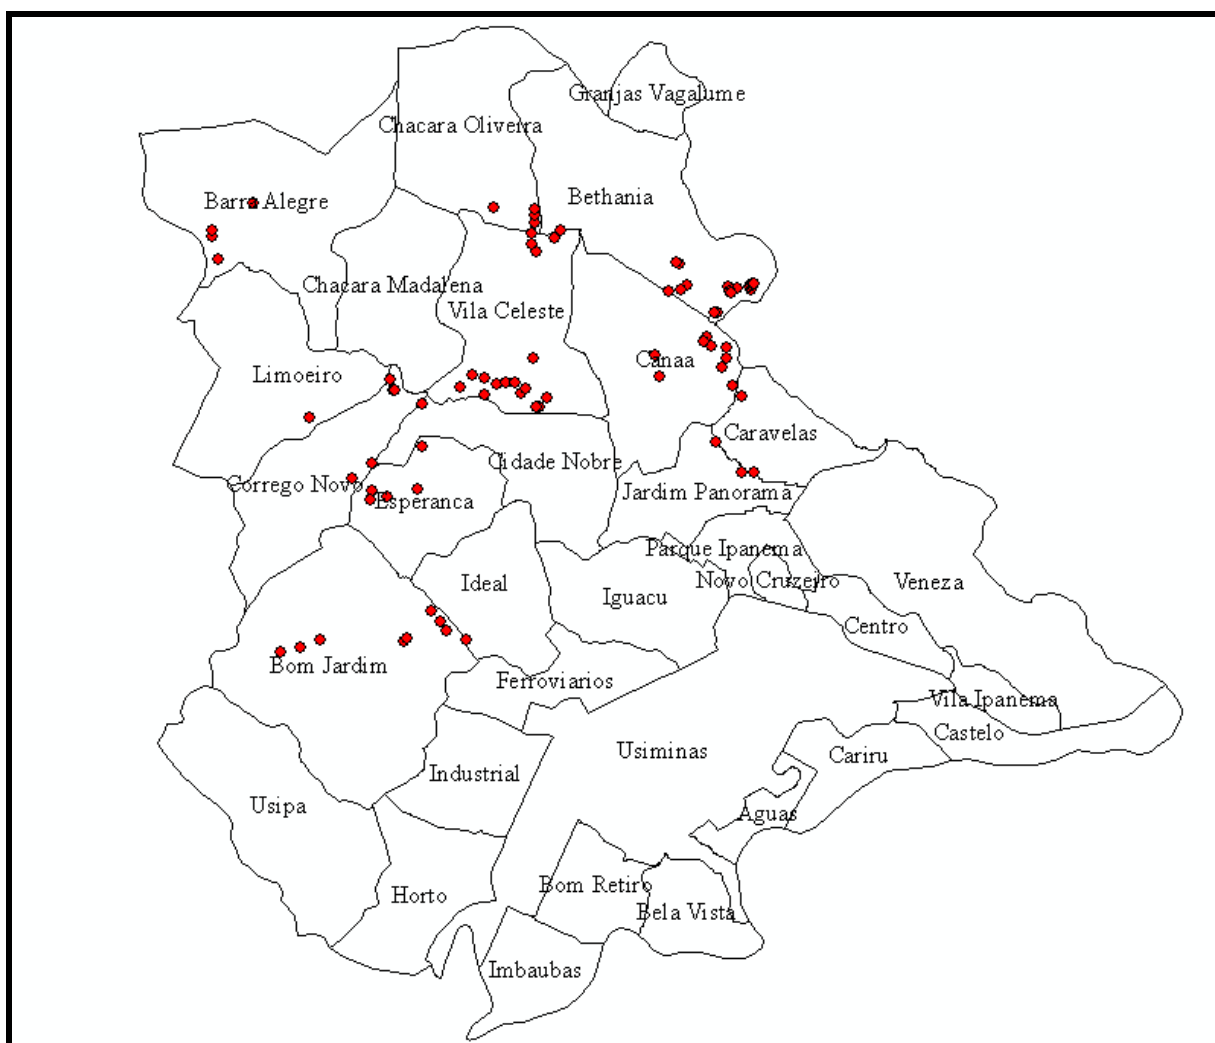 Granjas Vagalume
Chacara Oliveira
Bethania
Barra Alegre
Chacara Madalena
Vila Celeste
Canaa
Limoeiro
Caravelas
Cidade Nobre
Corrego Novo
Jardim Panorama
Esperanca
Parque Ipanema
Novo Cruzeiro
Ideal
Veneza
Iguacu
Centro
Bom Jardim
Ferroviarios
Vila Ipanema
Castelo
Usiminas
Cariru
Industrial
Usipa
Aguas
Bom Retiro
Horto
Bela Vista
Imbaubas